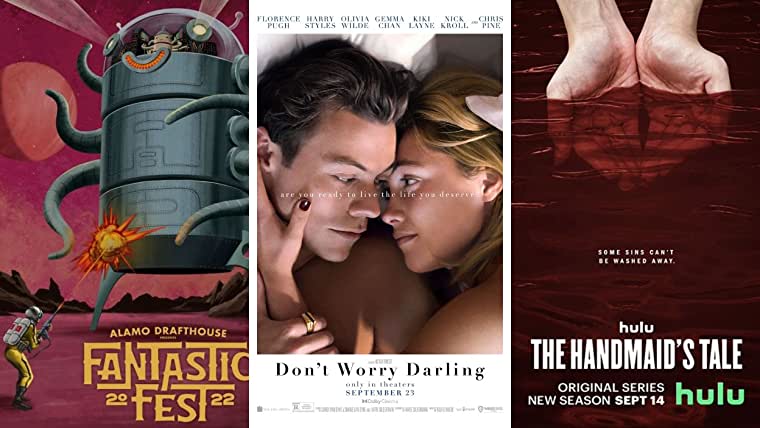 ALAMO DRAFTHOUSE
PRESENTS
FANTASTIC
20 FEST 22
FLORENCE PUGH HARRY STYLES OLIVIA WILDE GEMMA CHAN KIKI LAYNE NICK KROLL AND CHRIS PINE
are you ready to live the life you deserve?
Don't Worry Darling
only in theaters
SEPTEMBER 23
SOME SINS CAN'T
BE WASHED AWAY.
hulu
THE HANDMAID'S TALE
ORIGINAL SERIES
NEW SEASON SEPT 14
hulu